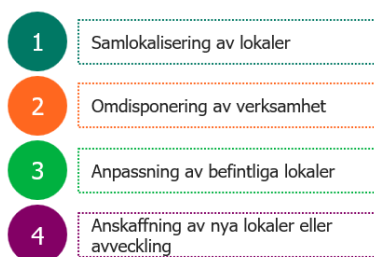 1
Samlokalisering av lokaler
2
Omdisponering av verksamhet
3
Anpassning av befintliga lokaler
4
Anskaffning av nya lokaler eller
avveckling